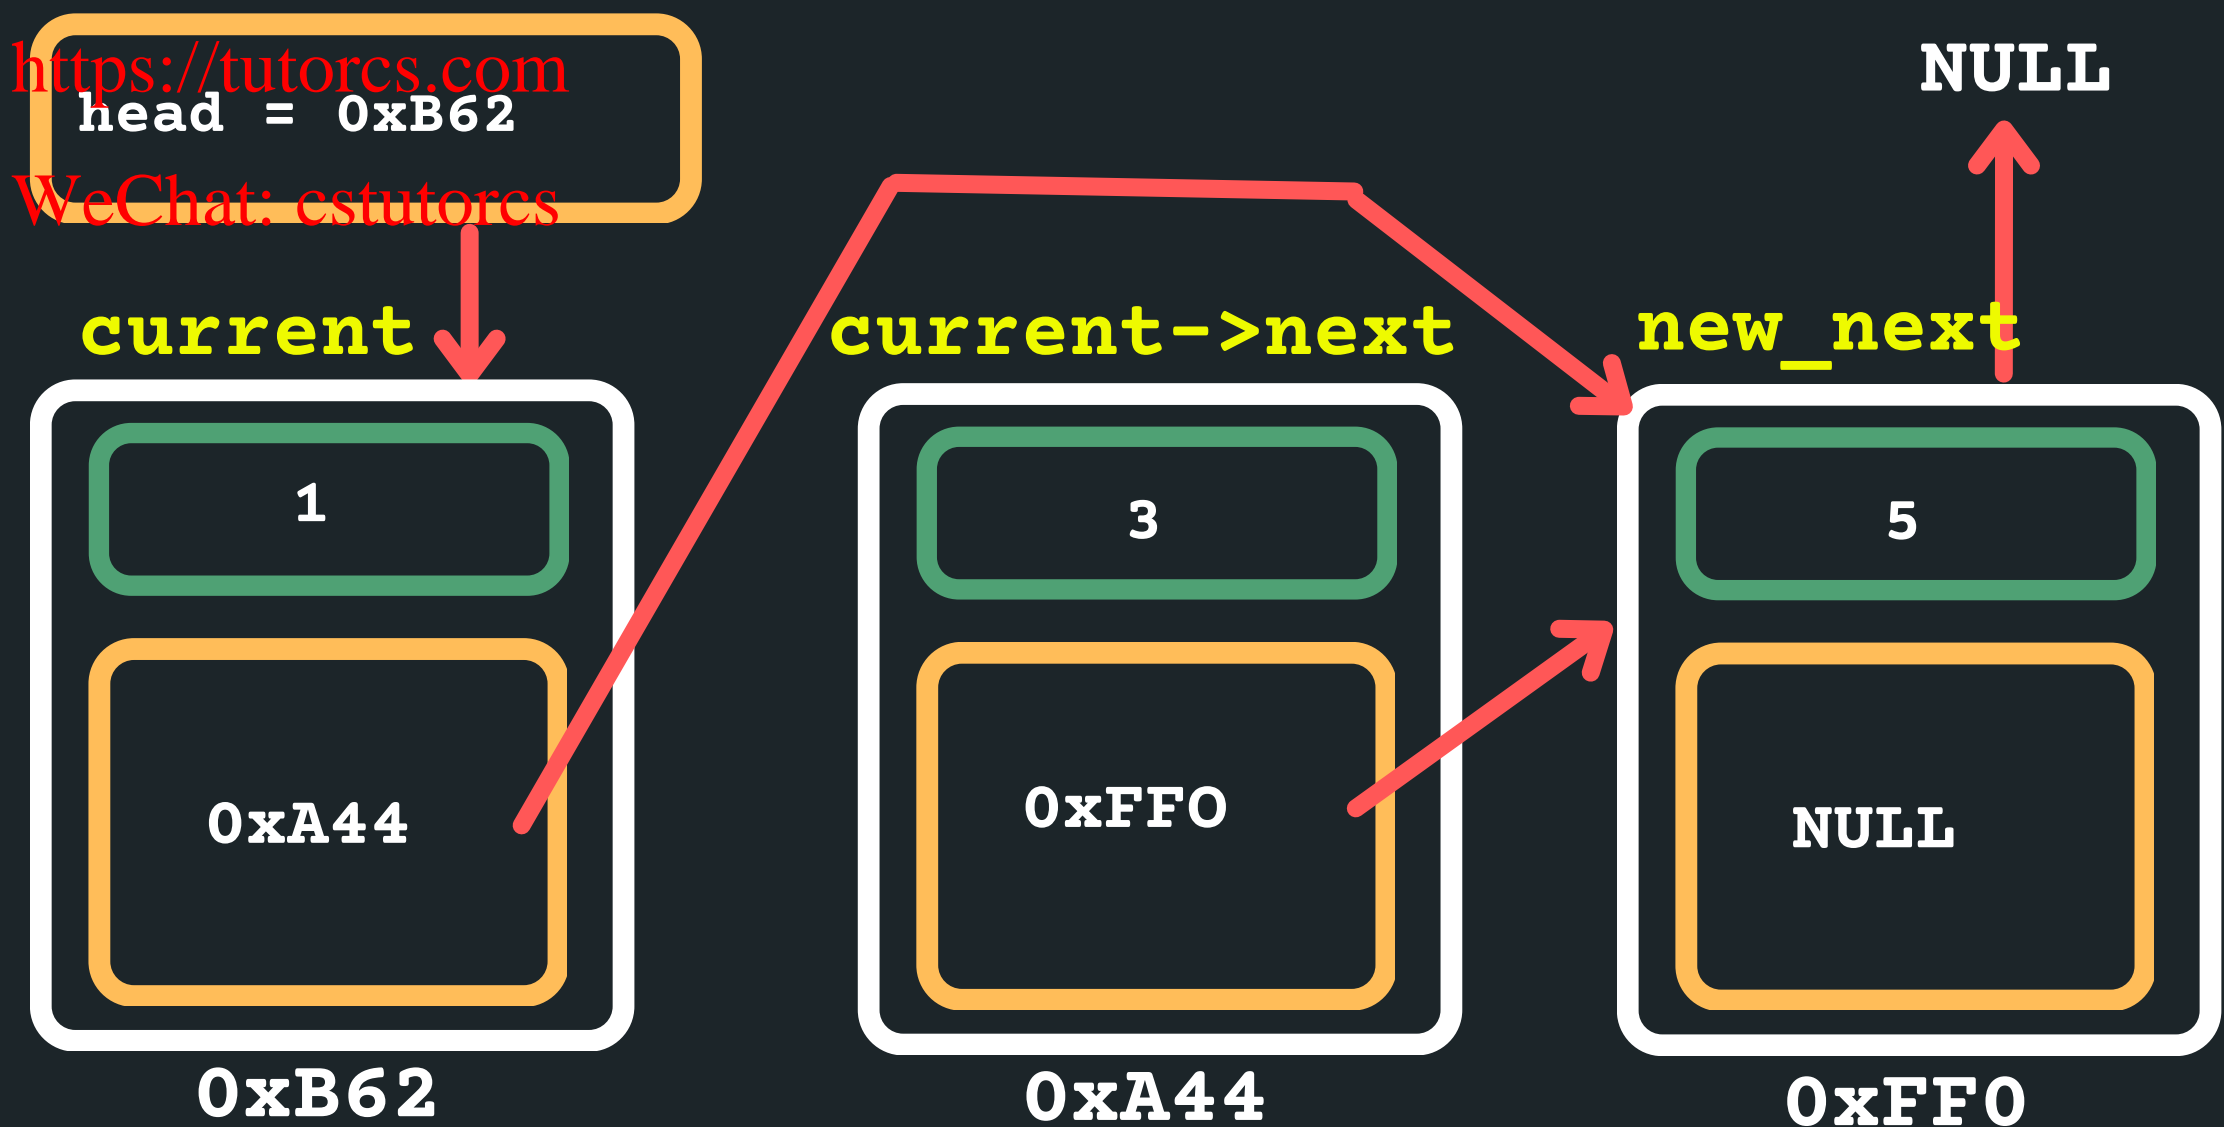 https://tutorcs.com
head = 0xB62
WeChat: cstutorcs
NULL
current
current->next
new_next
1
3
5
0xA44
0xFFO
NULL
0xB62
0xA44
0xFF0